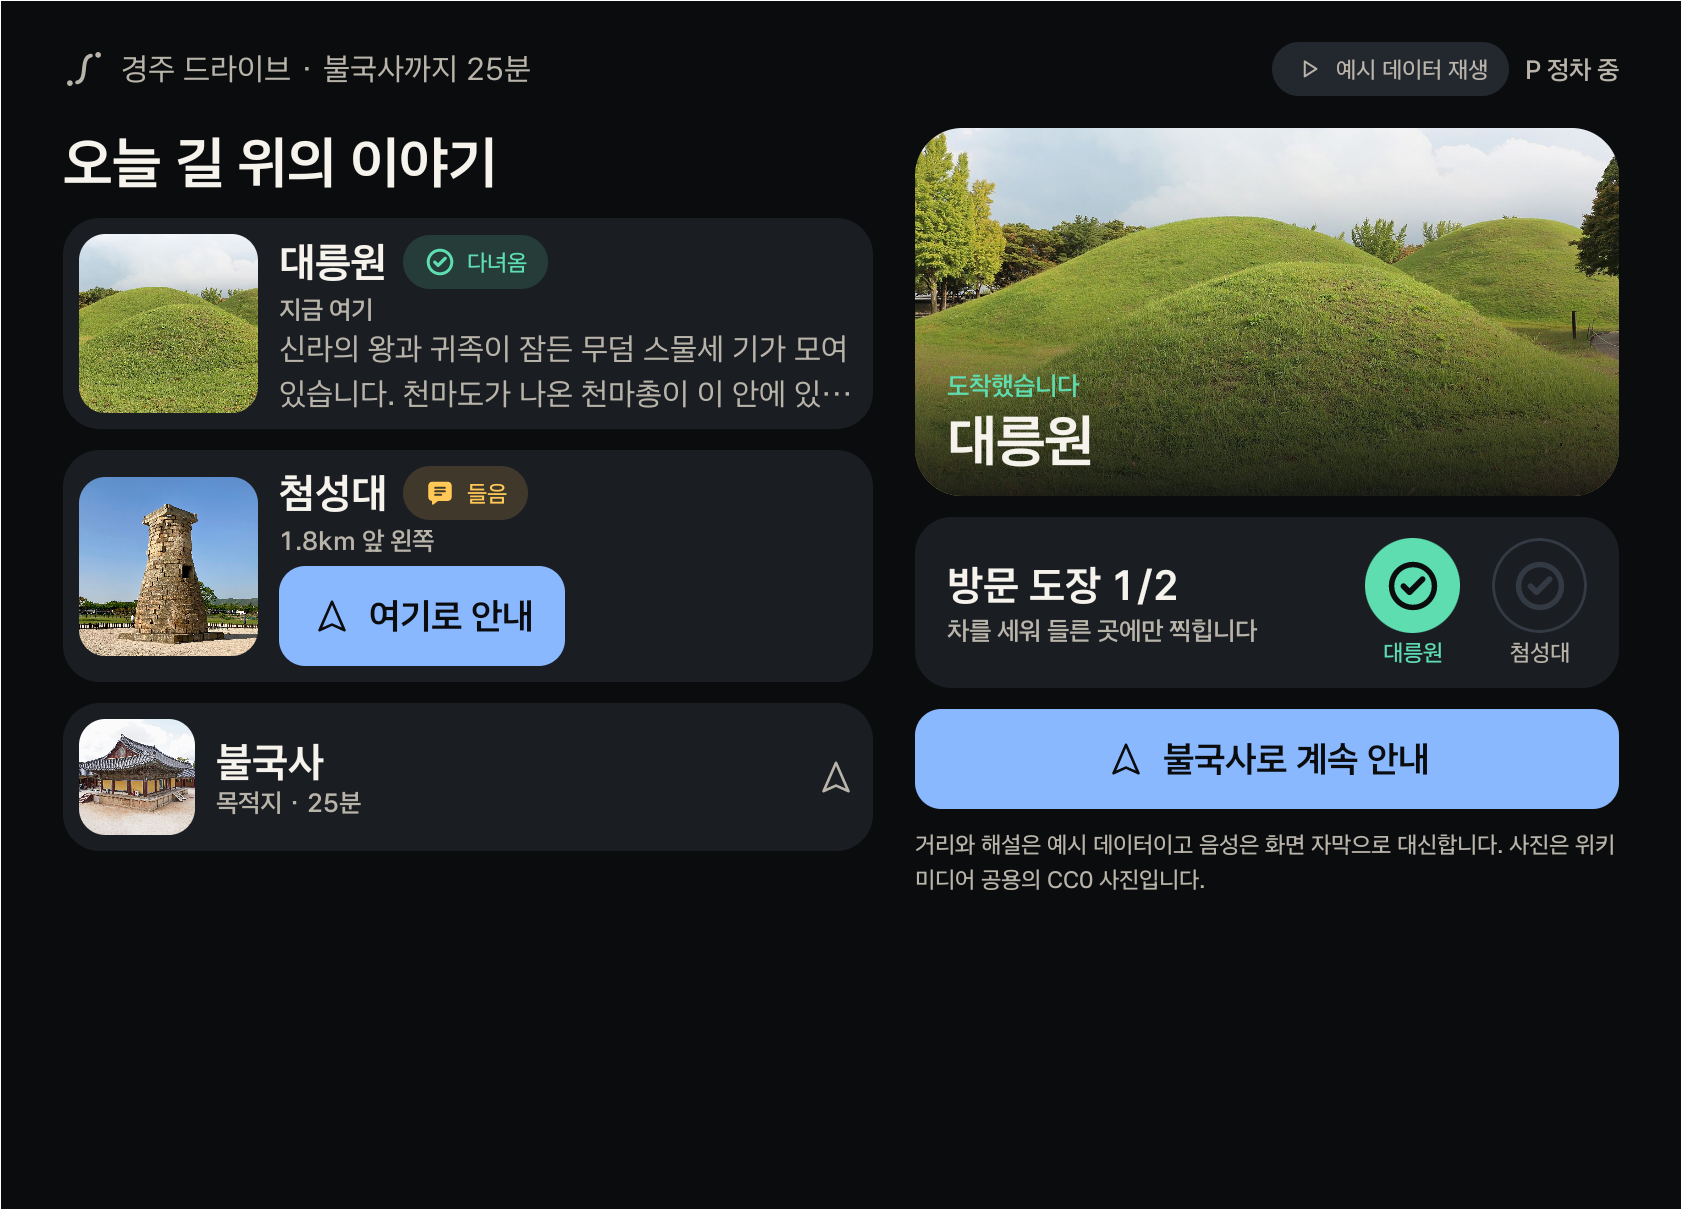 경주 드라이브 · 불국사까지 25분
예시 데이터 재생
P 정차 중
오늘 길 위의 이야기
대릉원
다녀옴
지금 여기
신라의 왕과 귀족이 잠든 무덤 스물세 기가 모여
있습니다. 천마도가 나온 천마총이 이 안에 있…
첨성대
들음
1.8km 앞 왼쪽
여기로 안내
불국사
목적지 · 25분
도착했습니다
대릉원
방문 도장 1/2
차를 세워 들른 곳에만 찍힙니다
대릉원
첨성대
불국사로 계속 안내
거리와 해설은 예시 데이터이고 음성은 화면 자막으로 대신합니다. 사진은 위키
미디어 공용의 CC0 사진입니다.